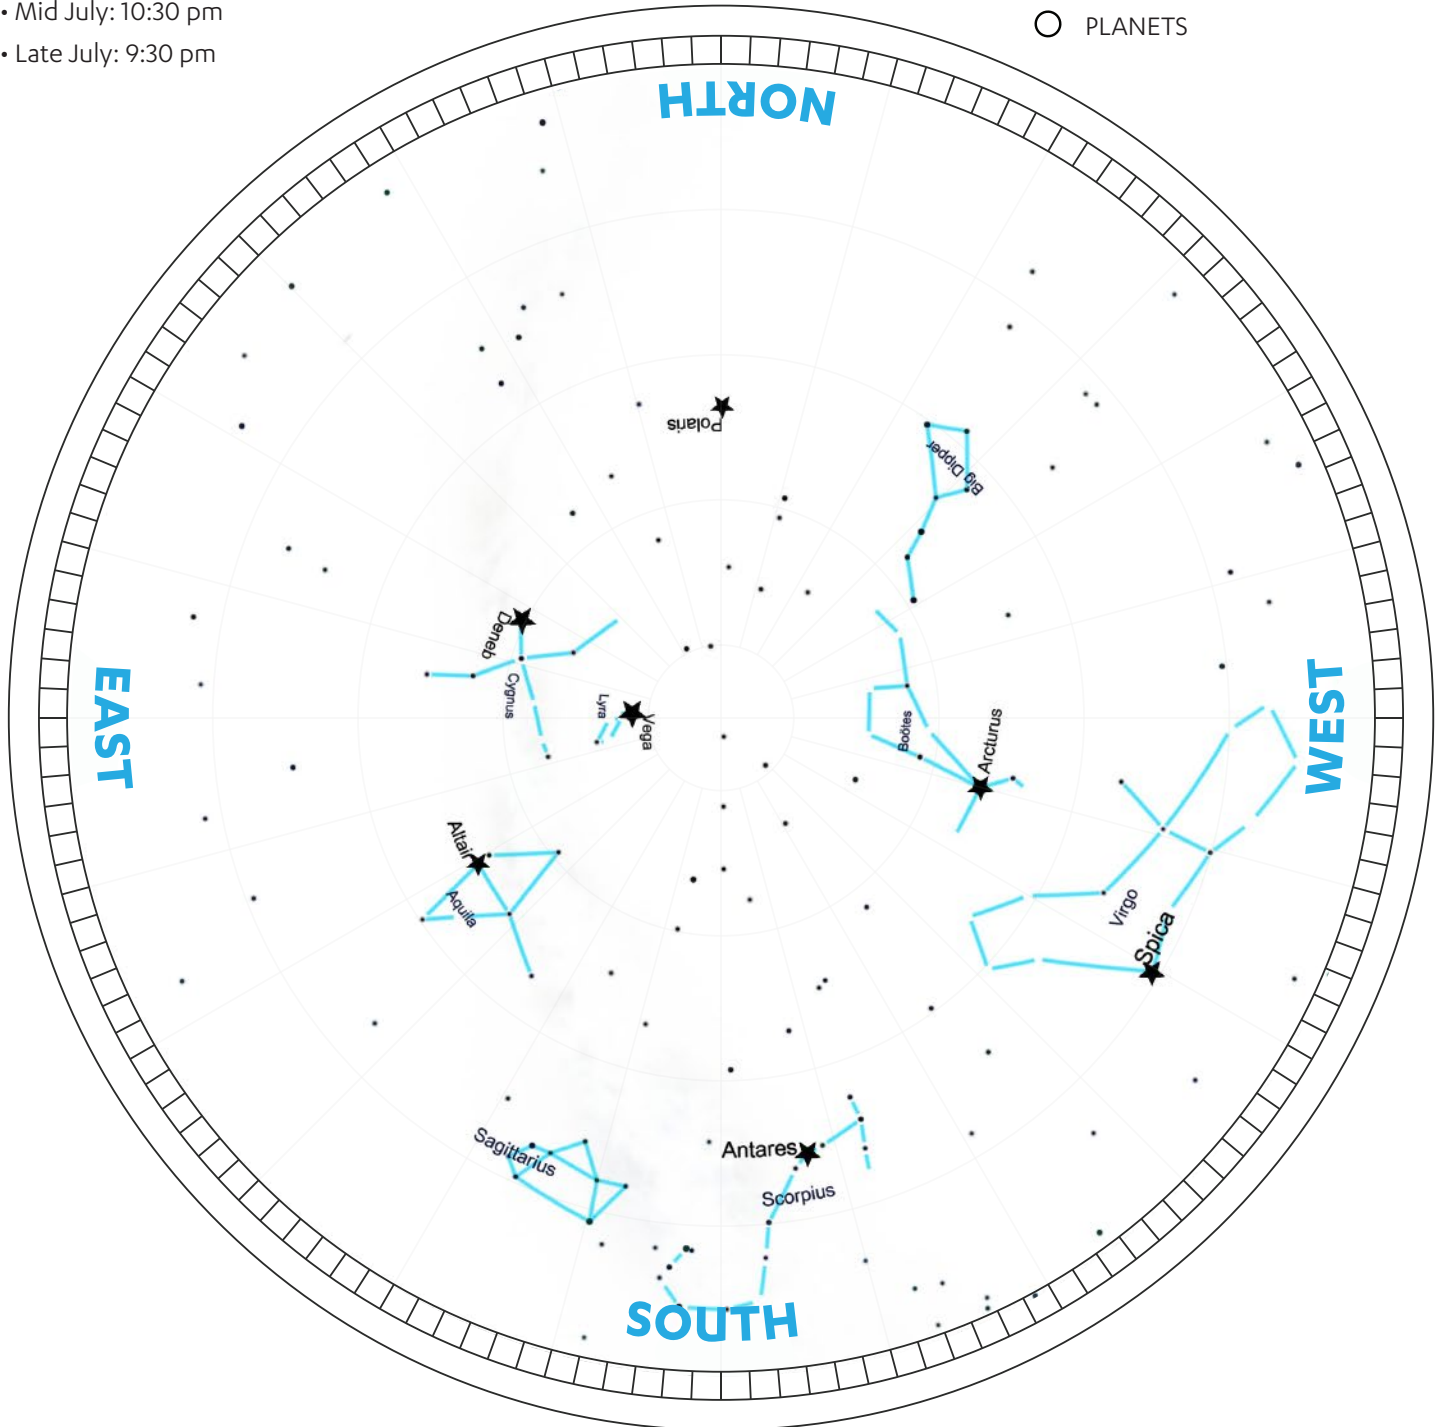 • Mid July: 10:30 pm
• Late July: 9:30 pm
PLANETS
NORTH
Polaris
Big Dipper
Deneb
Cygnus
Lyra
Vega
EAST
WEST
Boötes
Arcturus
Altair
Aquila
Virgo
Spica
Sagittarius
Antares
Scorpius
SOUTH